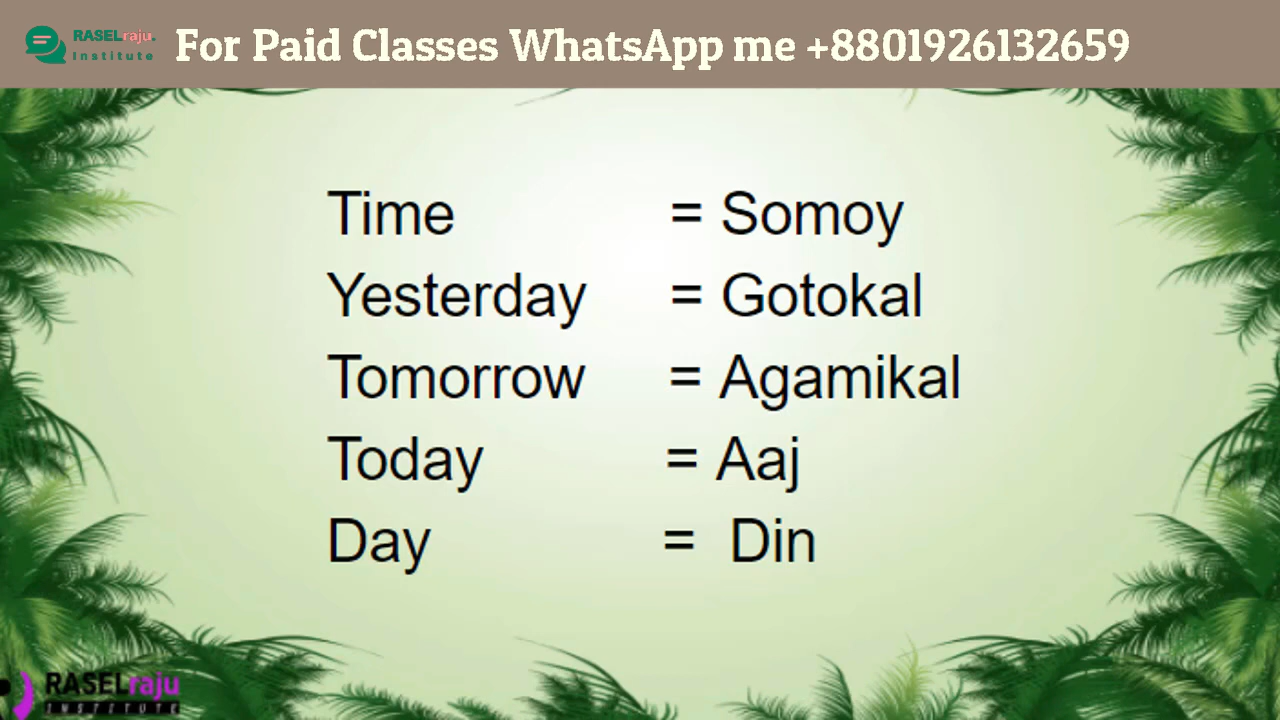 RASELraju.
Institute
For Paid Classes WhatsApp me +8801926132659
Time = Somoy
Yesterday = Gotokal
Tomorrow = Agamikal
Today = Aaj
Day = Din
RASELraju
INSTITUTE